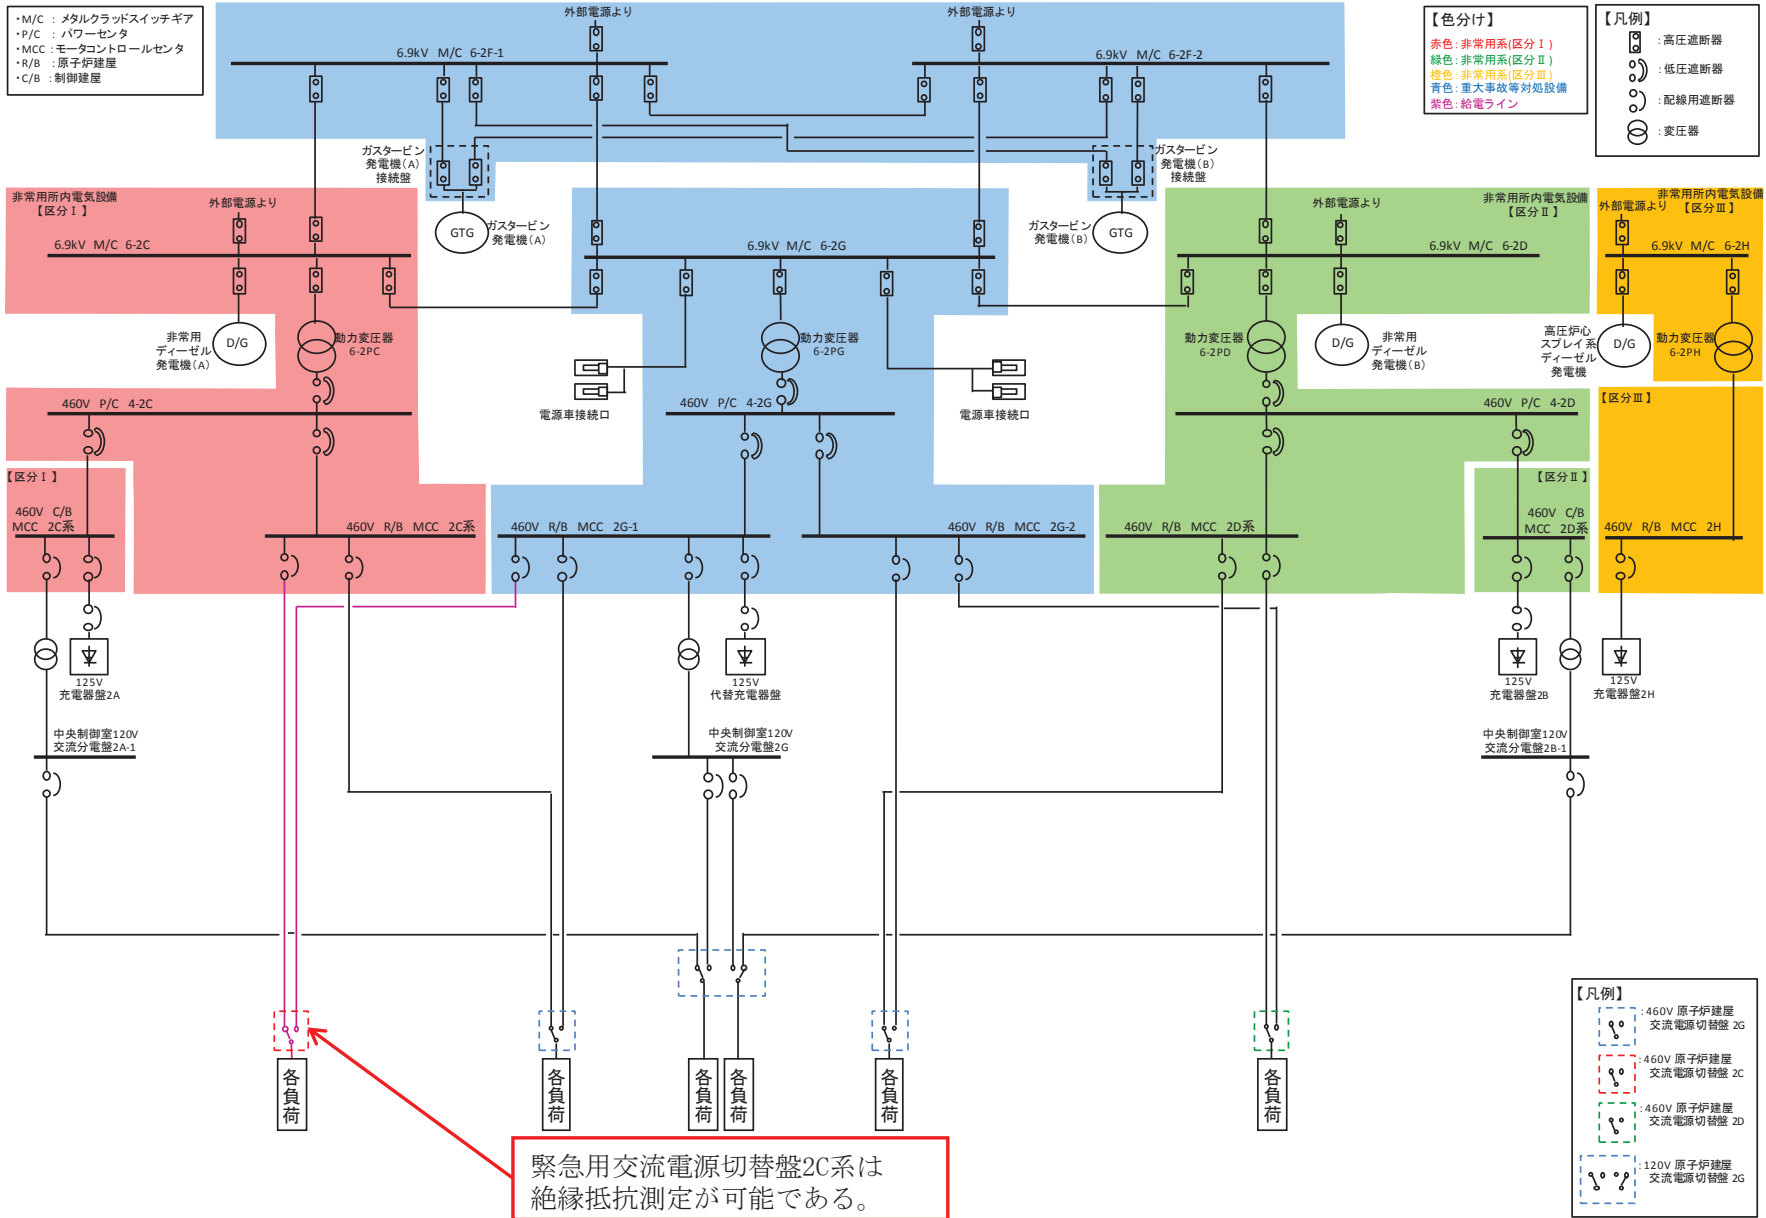 ・M/C : メタルクラッドスイッチギア
・P/C : パワーセンタ
・MCC : モータコントロールセンタ
・R/B : 原子炉建屋
・C/B : 制御建屋
外部電源より
外部電源より
6.9kV M/C 6-2F-1
6.9kV M/C 6-2F-2
【色分け】
赤色：非常用系(区分Ⅰ)
緑色：非常用系(区分Ⅱ)
橙色：非常用系(区分Ⅲ)
青色：重大事故等対処設備
紫色：給電ライン
【凡例】
：高圧遮断器
：低圧遮断器
：配線用遮断器
：変圧器
ガスタービン
発電機(A)
接続盤
ガスタービン
発電機(B)
接続盤
GTG
ガスタービン
発電機(A)
ガスタービン
発電機(B)
GTG
非常用所内電気設備
【区分Ⅰ】
外部電源より
6.9kV M/C 6-2C
6.9kV M/C 6-2G
外部電源より
非常用所内電気設備
【区分Ⅱ】
6.9kV M/C 6-2D
非常用所内電気設備
【区分Ⅲ】
外部電源より
6.9kV M/C 6-2H
非常用
ディーゼル
発電機(A)
D/G
動力変圧器
6-2PC
動力変圧器
6-2PG
動力変圧器
6-2PD
D/G
非常用
ディーゼル
発電機(B)
高圧炉心
スプレイ系
ディーゼル
発電機
D/G
動力変圧器
6-2PH
電源車接続口
電源車接続口
460V P/C 4-2C
460V P/C 4-2G
460V P/C 4-2D
【区分Ⅲ】
【区分Ⅰ】
460V C/B
MCC 2C系
460V R/B MCC 2C系
460V R/B MCC 2G-1
460V R/B MCC 2G-2
460V R/B MCC 2D系
【区分Ⅱ】
460V C/B
MCC 2D系
460V R/B MCC 2H
125V
充電器盤2A
125V
代替充電器盤
125V
充電器盤2B
125V
充電器盤2H
中央制御室120V
交流分電盤2A-1
中央制御室120V
交流分電盤2G
中央制御室120V
交流分電盤2B-1
各負荷
各負荷
各負荷
各負荷
各負荷
各負荷
【凡例】
：460V 原子炉建屋
交流電源切替盤 2G
：460V 原子炉建屋
交流電源切替盤 2C
：460V 原子炉建屋
交流電源切替盤 2D
：120V 原子炉建屋
交流電源切替盤 2G
緊急用交流電源切替盤2C系は
絶縁抵抗測定が可能である。